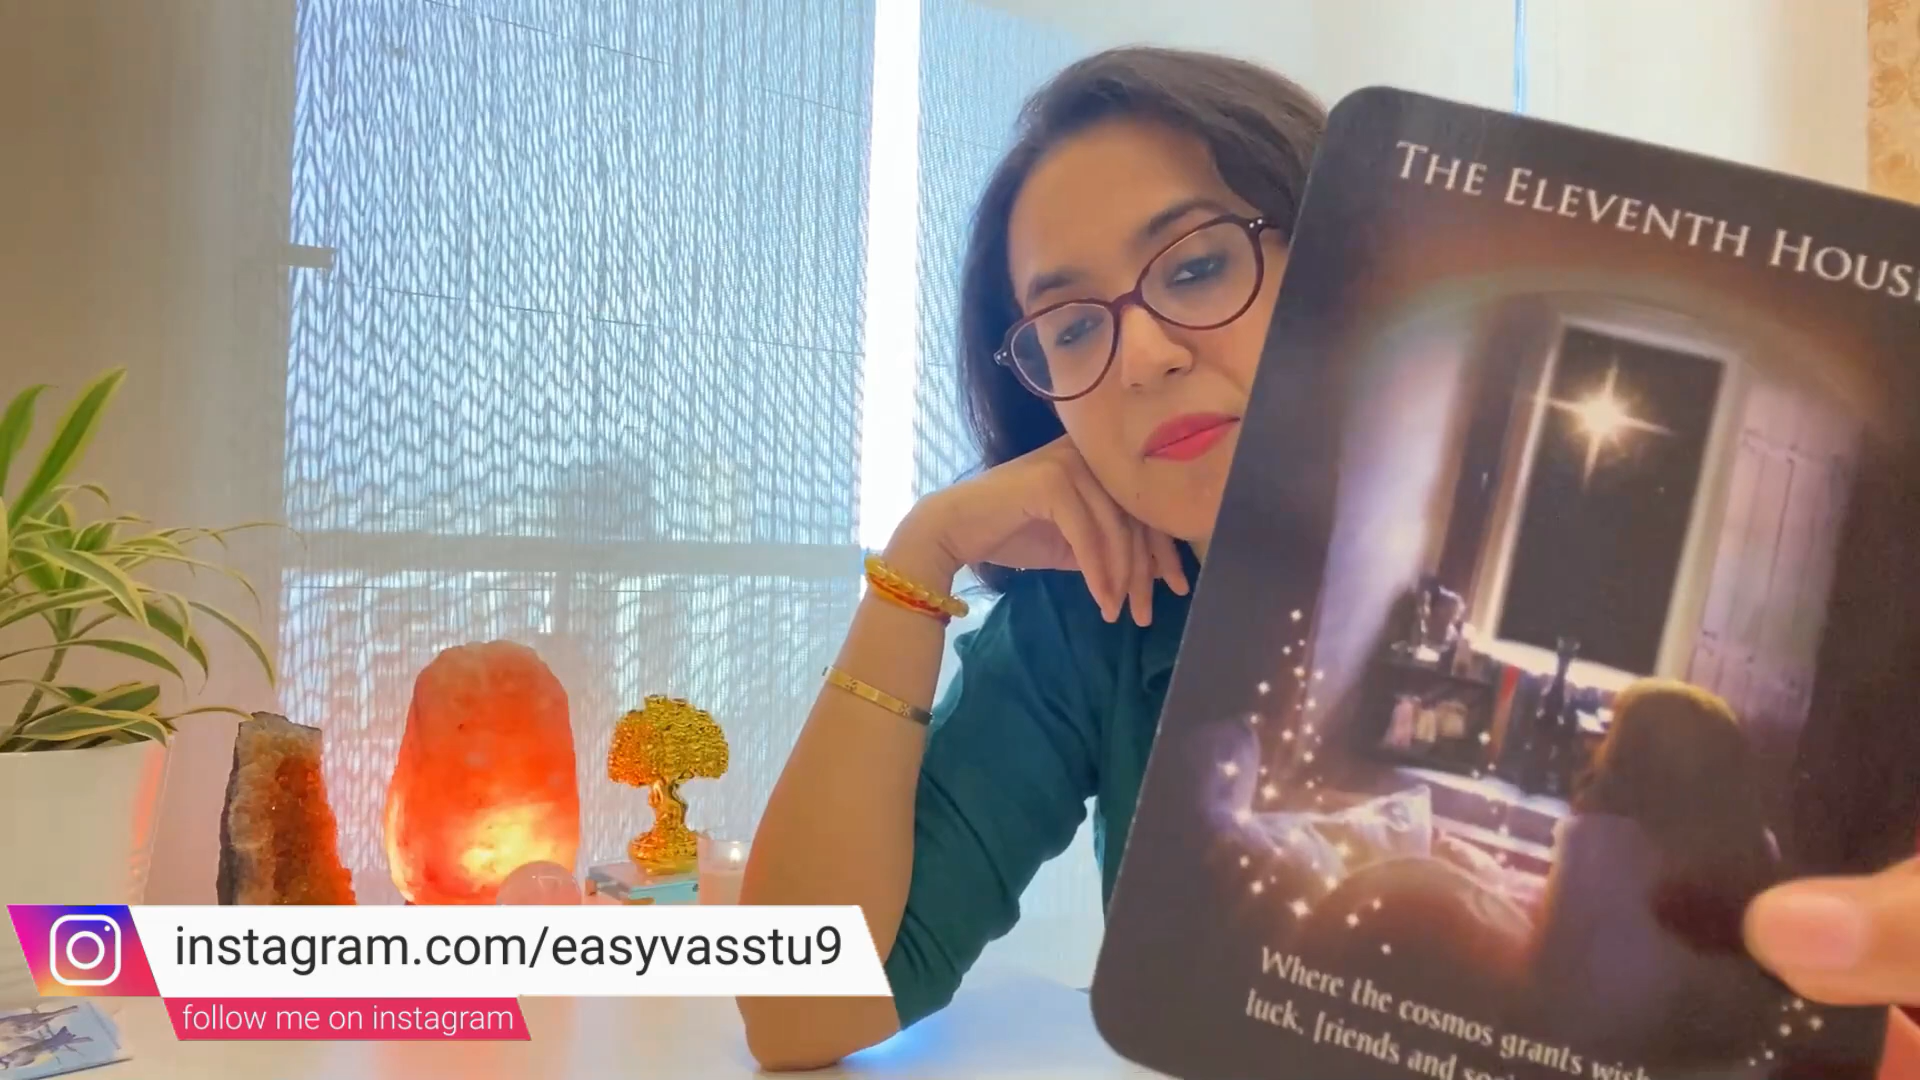 THE ELEVENTH HOUS
Where the cosmos grants
luck, friends and
instagram.com/easyvasstu9
follow me on instagram